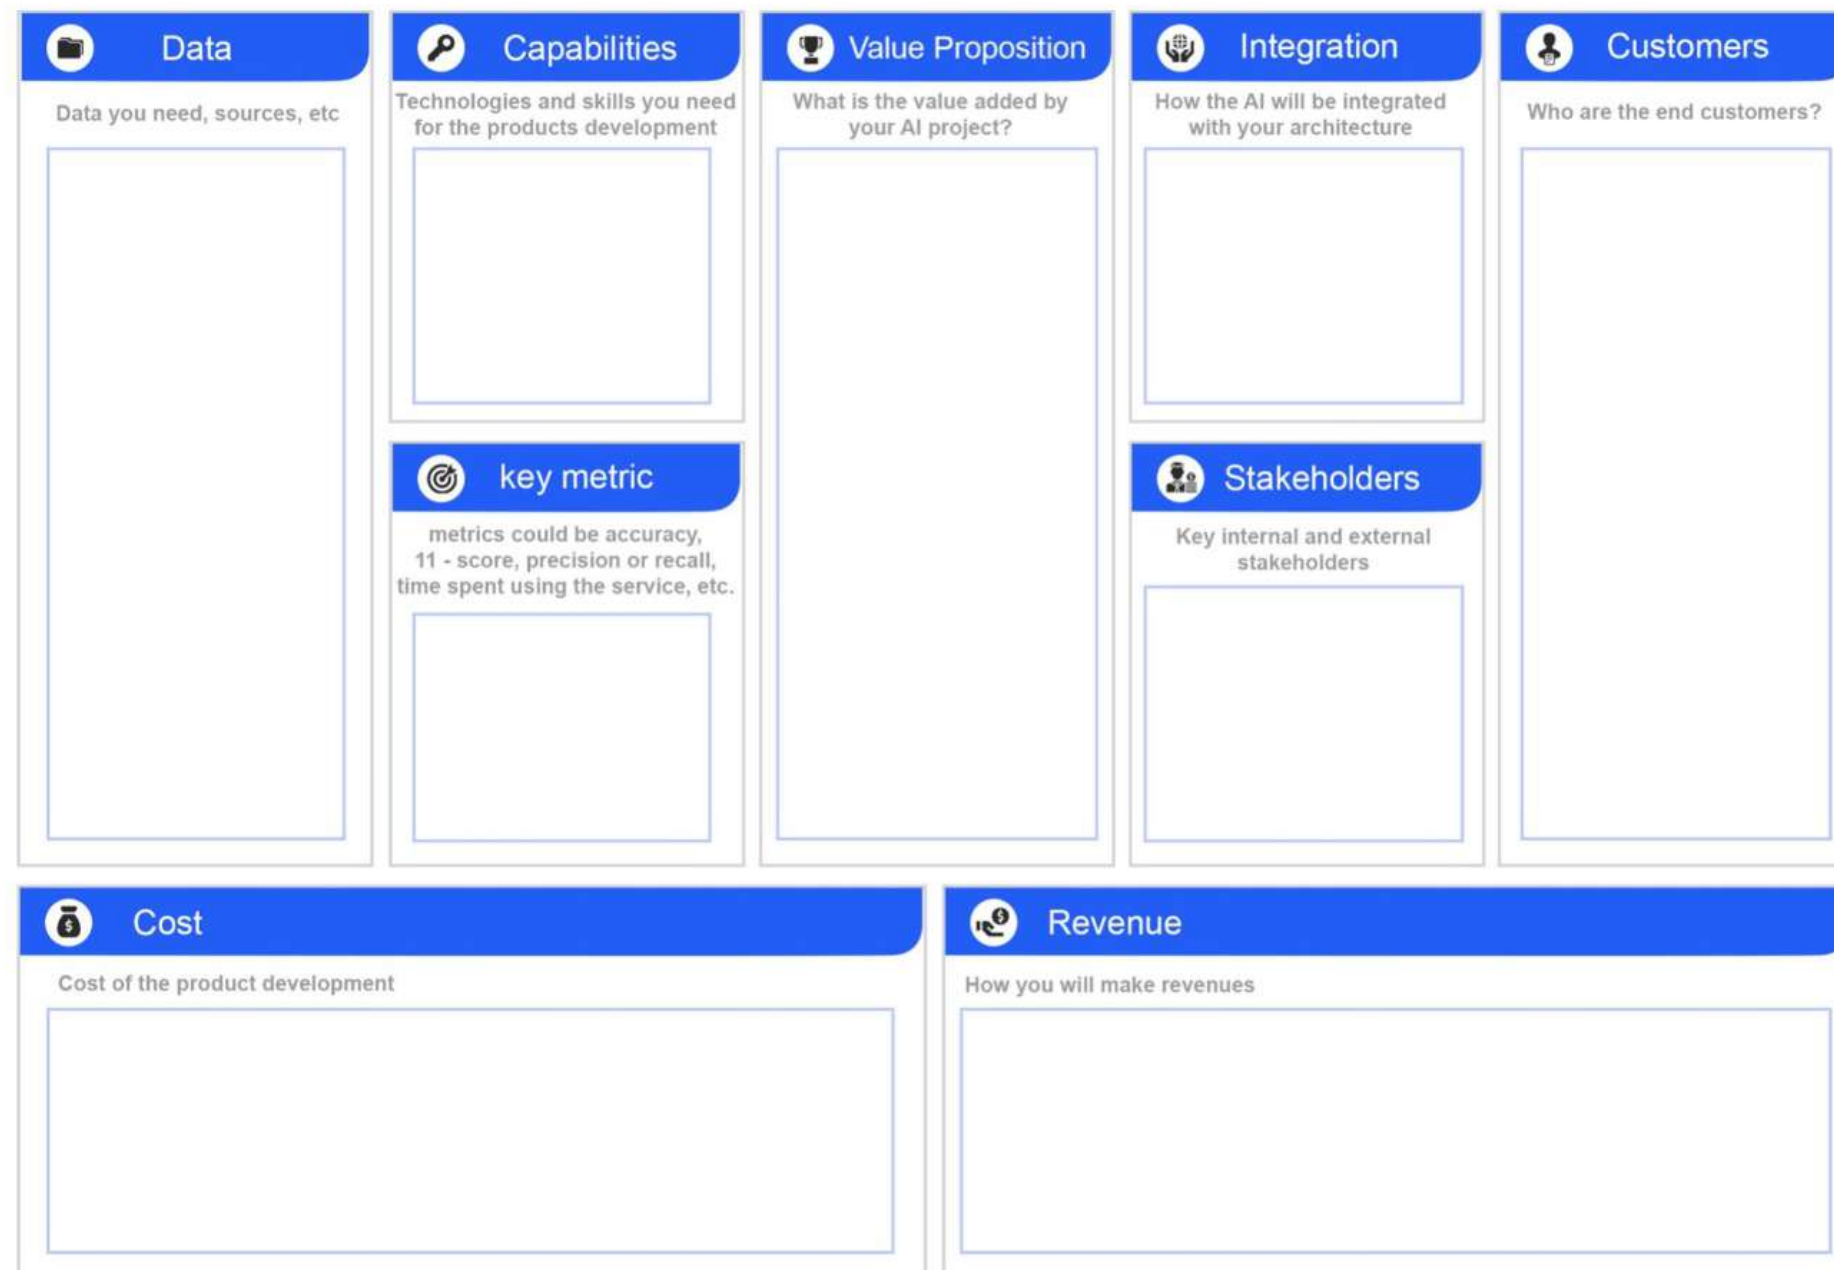 Data
Data you need, sources, etc
Capabilities
Technologies and skills you need
for the products development
key metric
metrics could be accuracy,
11 - score, precision or recall,
time spent using the service, etc.
Value Proposition
What is the value added by
your AI project?
Integration
How the AI will be integrated
with your architecture
Stakeholders
Key internal and external
stakeholders
Customers
Who are the end customers?
Cost
Cost of the product development
Revenue
How you will make revenues